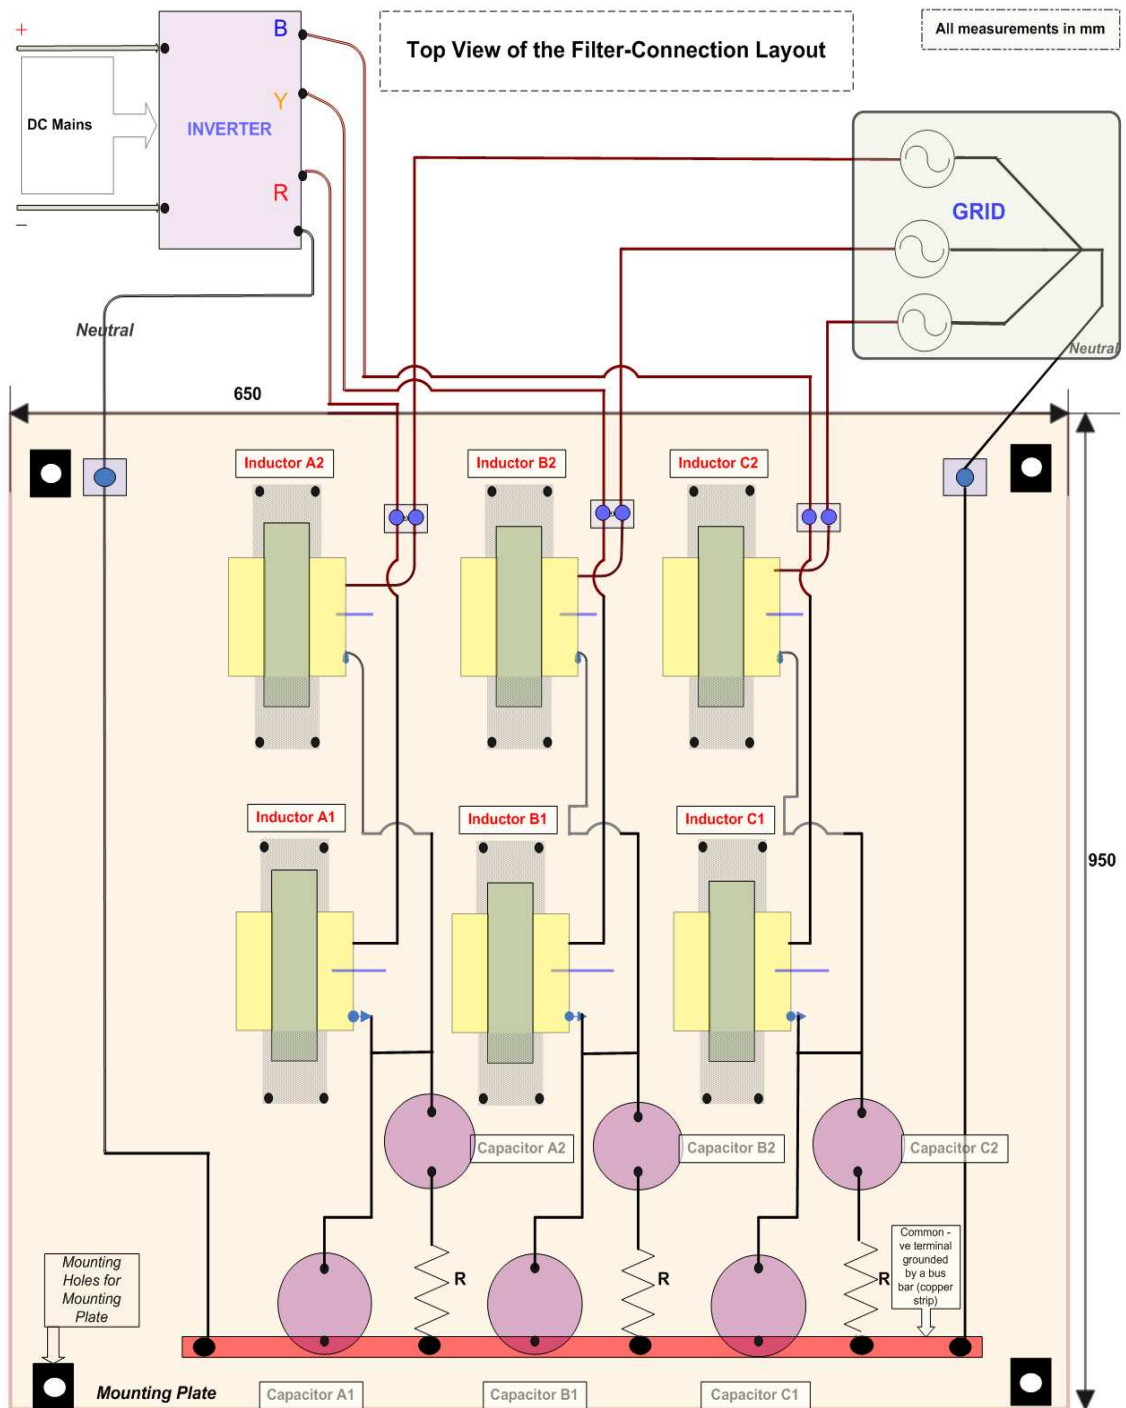 +
B
Top View of the Filter-Connection Layout
All measurements in mm
Y
DC Mains
INVERTER
R
GRID
–
Neutral
Neutral
650
Inductor A2
Inductor B2
Inductor C2
Inductor A1
Inductor B1
Inductor C1
950
Capacitor A2
Capacitor B2
Capacitor C2
Common -
ve terminal
grounded
by a bus
bar (copper
strip)
Mounting
Holes for
Mounting
Plate
R
R
R
Mounting Plate
Capacitor A1
Capacitor B1
Capacitor C1